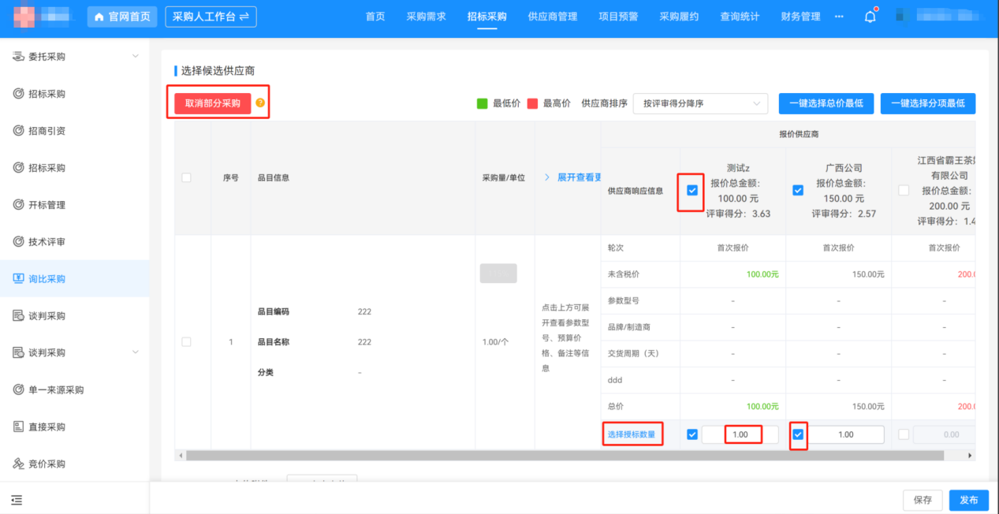 官网首页
采购人工作台
首页
采购需求
招标采购
供应商管理
项目预警
采购履约
查询统计
财务管理
委托采购
招标采购
招商引资
招标采购
开标管理
技术评审
询比采购
谈判采购
谈判采购
单一来源采购
直接采购
竞价采购
选择候选供应商
取消部分采购
最低价
最高价
供应商排序
按评审得分降序
一键选择总价最低
一键选择分项最低
序号
品目信息
采购量/单位
展开查看更
报价供应商
供应商响应信息
测试z
报价总金额:
100.00 元
评审得分: 3.63
广西公司
报价总金额:
150.00 元
评审得分: 2.57
江西省霸王茶
有限公司
报价总金额:
200.00 元
评审得分: 1.4
1
品目编码 222
品目名称 222
分类 -
1.00/个
点击上方可展
开查看参数型
号、预算价
格、备注等信
息
轮次 首次报价 首次报价 首次报价
未含税价 100.00元 150.00元 200.0
参数型号 - - -
品牌/制造商 - - -
交货周期（天） - - -
ddd - - -
总价 100.00元 150.00元 200.0
选择授标数量 1.00 1.00 0.00
保存
发布